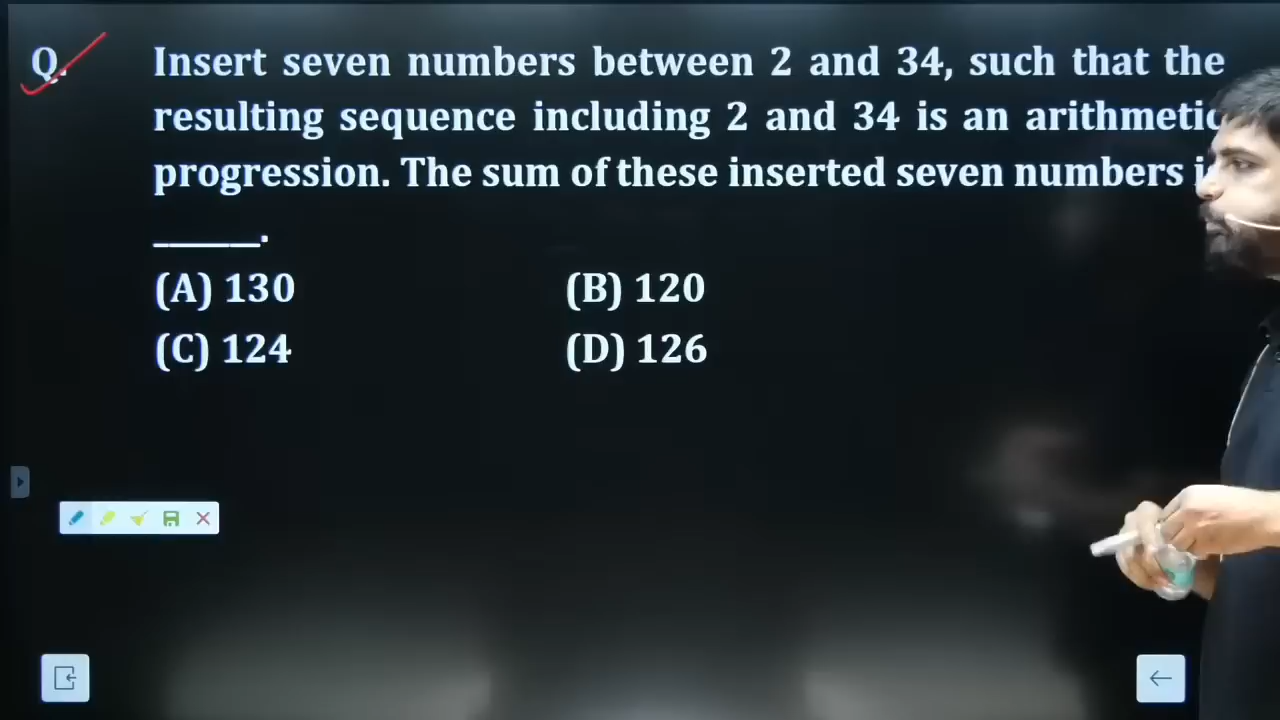 Q.
Insert seven numbers between 2 and 34, such that the
resulting sequence including 2 and 34 is an arithmetic
progression. The sum of these inserted seven numbers
______.
(A) 130 (B) 120
(C) 124 (D) 126